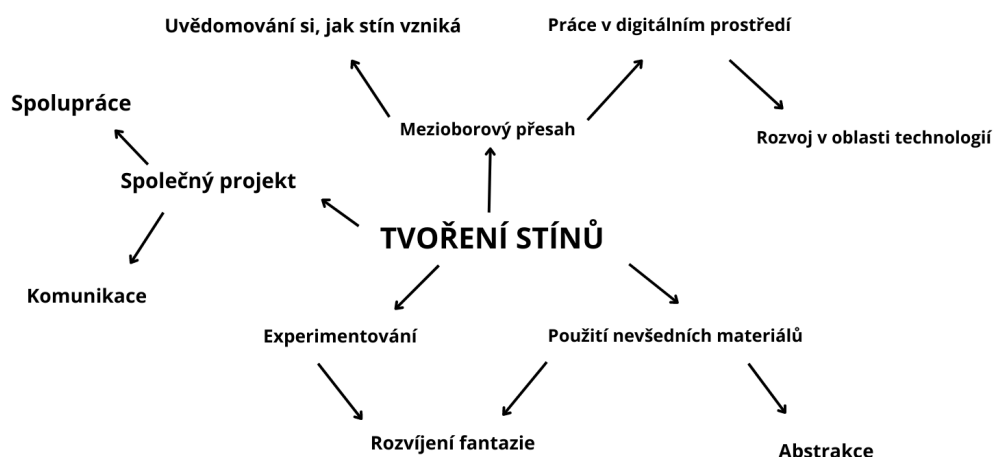 Uvědomování si, jak stín vzniká
Práce v digitálním prostředí
Spolupráce
Mezioborový přesah
Rozvoj v oblasti technologií
Společný projekt
TVOŘENÍ STÍNŮ
Komunikace
Experimentování
Použití nevšedních materiálů
Rozvíjení fantazie
Abstrakce